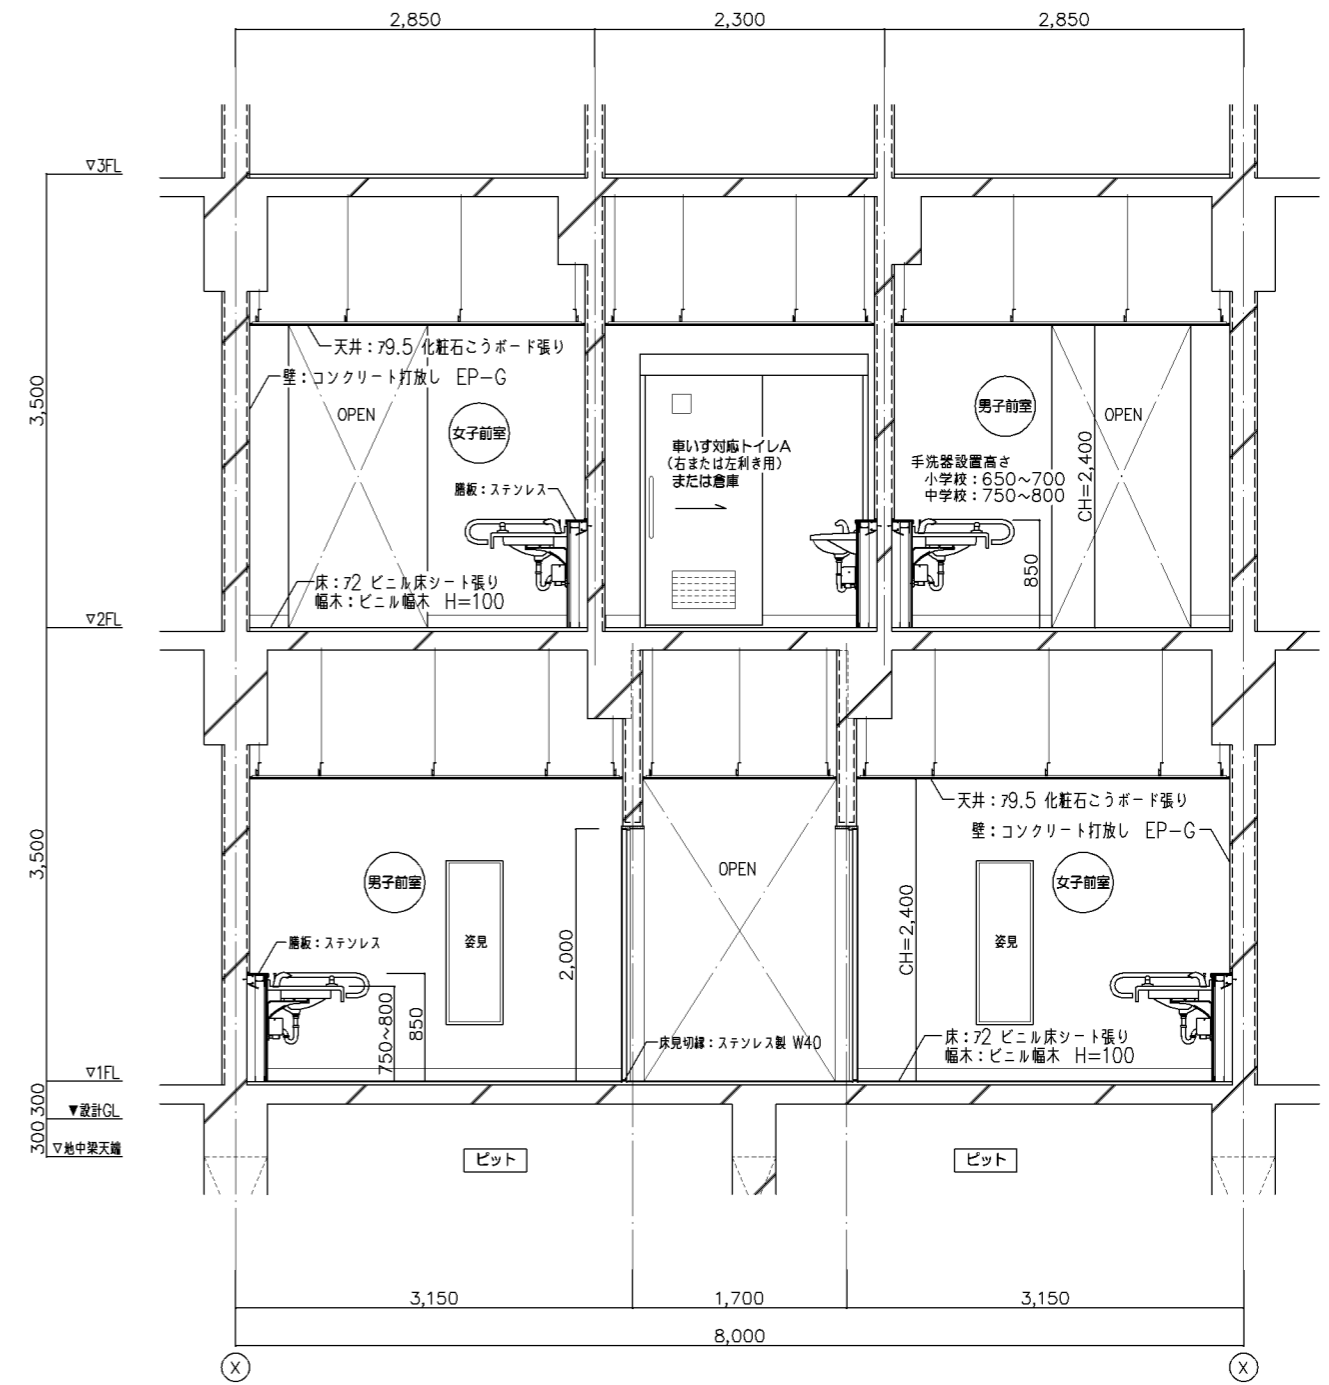 2,850
2,300
2,850
▽3FL
3,500
天井：ｱ9.5 化粧石こうボード張り
壁：コンクリート打放し EP-G
OPEN
女子前室
膳板：ステンレス
床：ｱ2 ビニル床シート張り
幅木：ビニル幅木 H=100
車いす対応トイレA
（右または左利き用）
または倉庫
男子前室
OPEN
手洗器設置高さ
小学校：650~700
中学校：750~800
CH=2,400
850
▽2FL
3,500
天井：ｱ9.5 化粧石こうボード張り
壁：コンクリート打放し EP-G
OPEN
男子前室
姿見
膳板：ステンレス
750~800
850
2,000
床見切縁：ステンレス製 W40
CH=2,400
姿見
女子前室
床：ｱ2 ビニル床シート張り
幅木：ビニル幅木 H=100
▽1FL
300
▼設計GL
300
▽地中梁天端
ピット
ピット
3,150
1,700
3,150
8,000
X
X